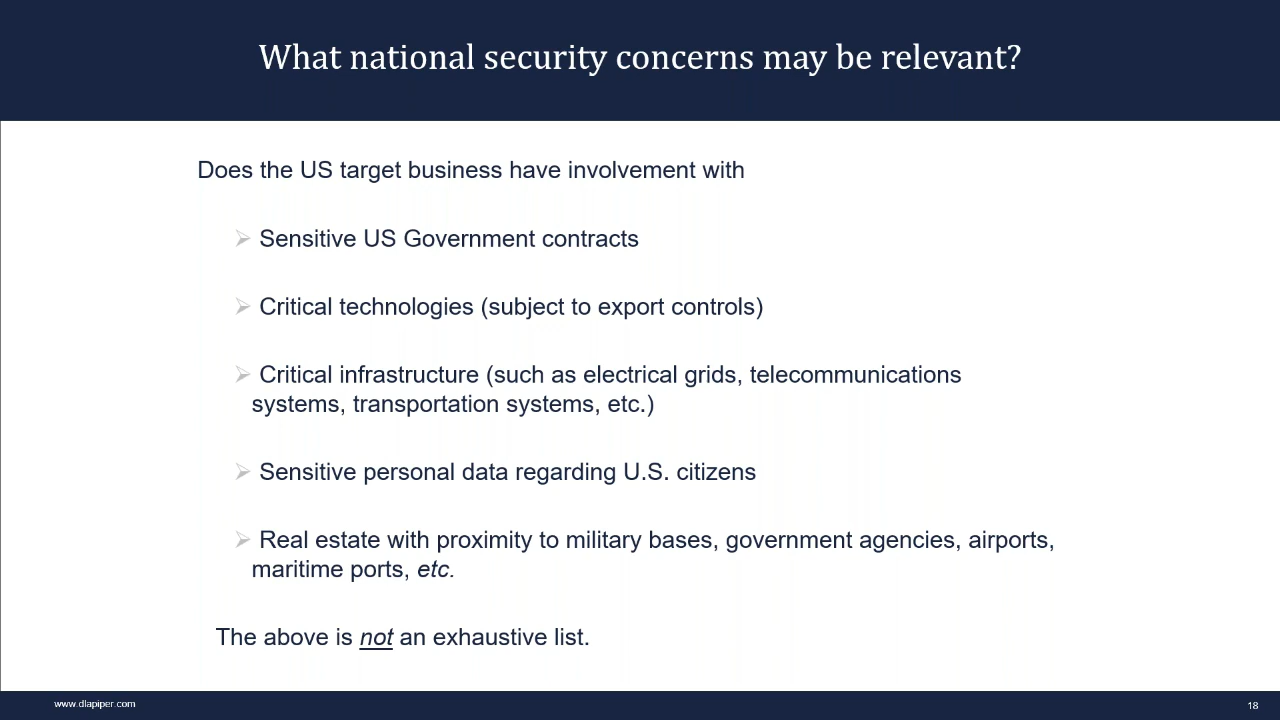 What national security concerns may be relevant?
Does the US target business have involvement with
Sensitive US Government contracts
Critical technologies (subject to export controls)
Critical infrastructure (such as electrical grids, telecommunications
systems, transportation systems, etc.)
Sensitive personal data regarding U.S. citizens
Real estate with proximity to military bases, government agencies, airports,
maritime ports, etc.
The above is not an exhaustive list.
www.dlapiper.com
18